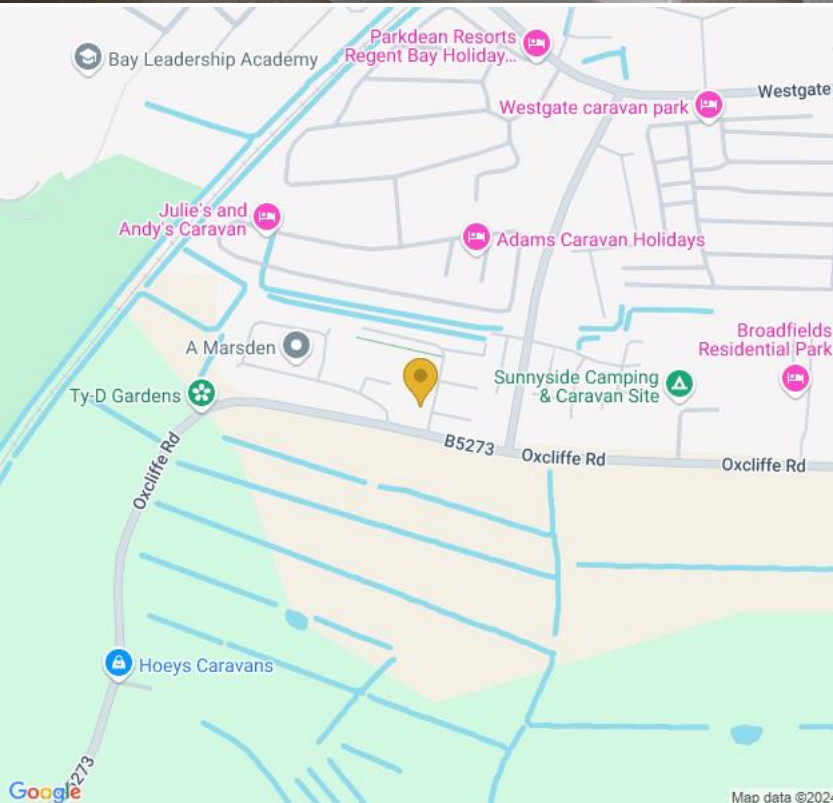 Parkdean Resorts
Regent Bay Holiday...
Bay Leadership Academy
Westgate
Westgate caravan park
Julie's and
Andy's Caravan
Adams Caravan Holidays
Broadfields
Residential Park
A Marsden
Sunnyside Camping
& Caravan Site
Ty-D Gardens
B5273
Oxcliffe Rd
Oxcliffe Rd
Oxcliffe Rd
Hoeys Caravans
5273
Google
Map data ©2024